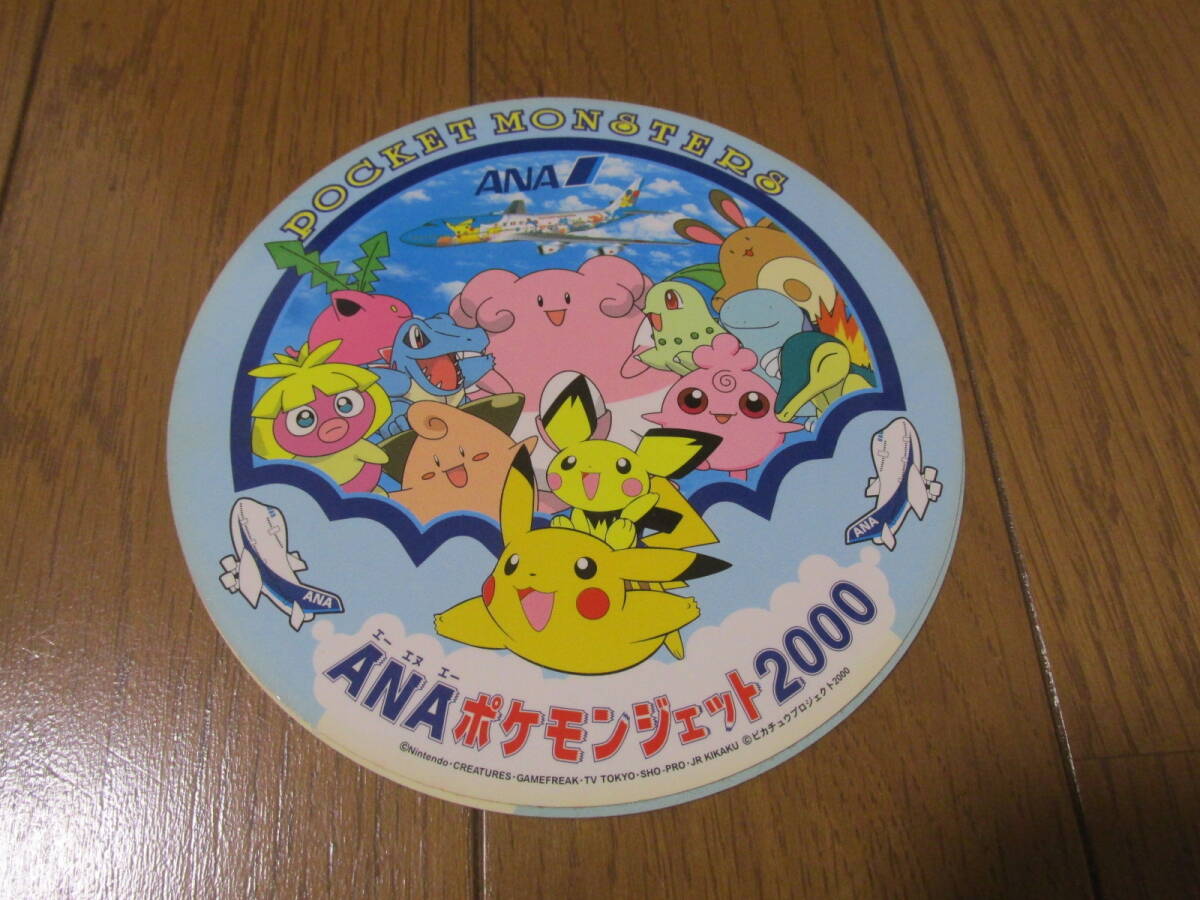 POCKET MONSTERS
ANA
ANA
ANA
エー エヌ エー
ANAポケモンジェット2000
©Nintendo・CREATURES・GAMEFREAK・TV TOKYO・SHO-PRO・JR KIKAKU ©ピカチュウプロジェクト2000